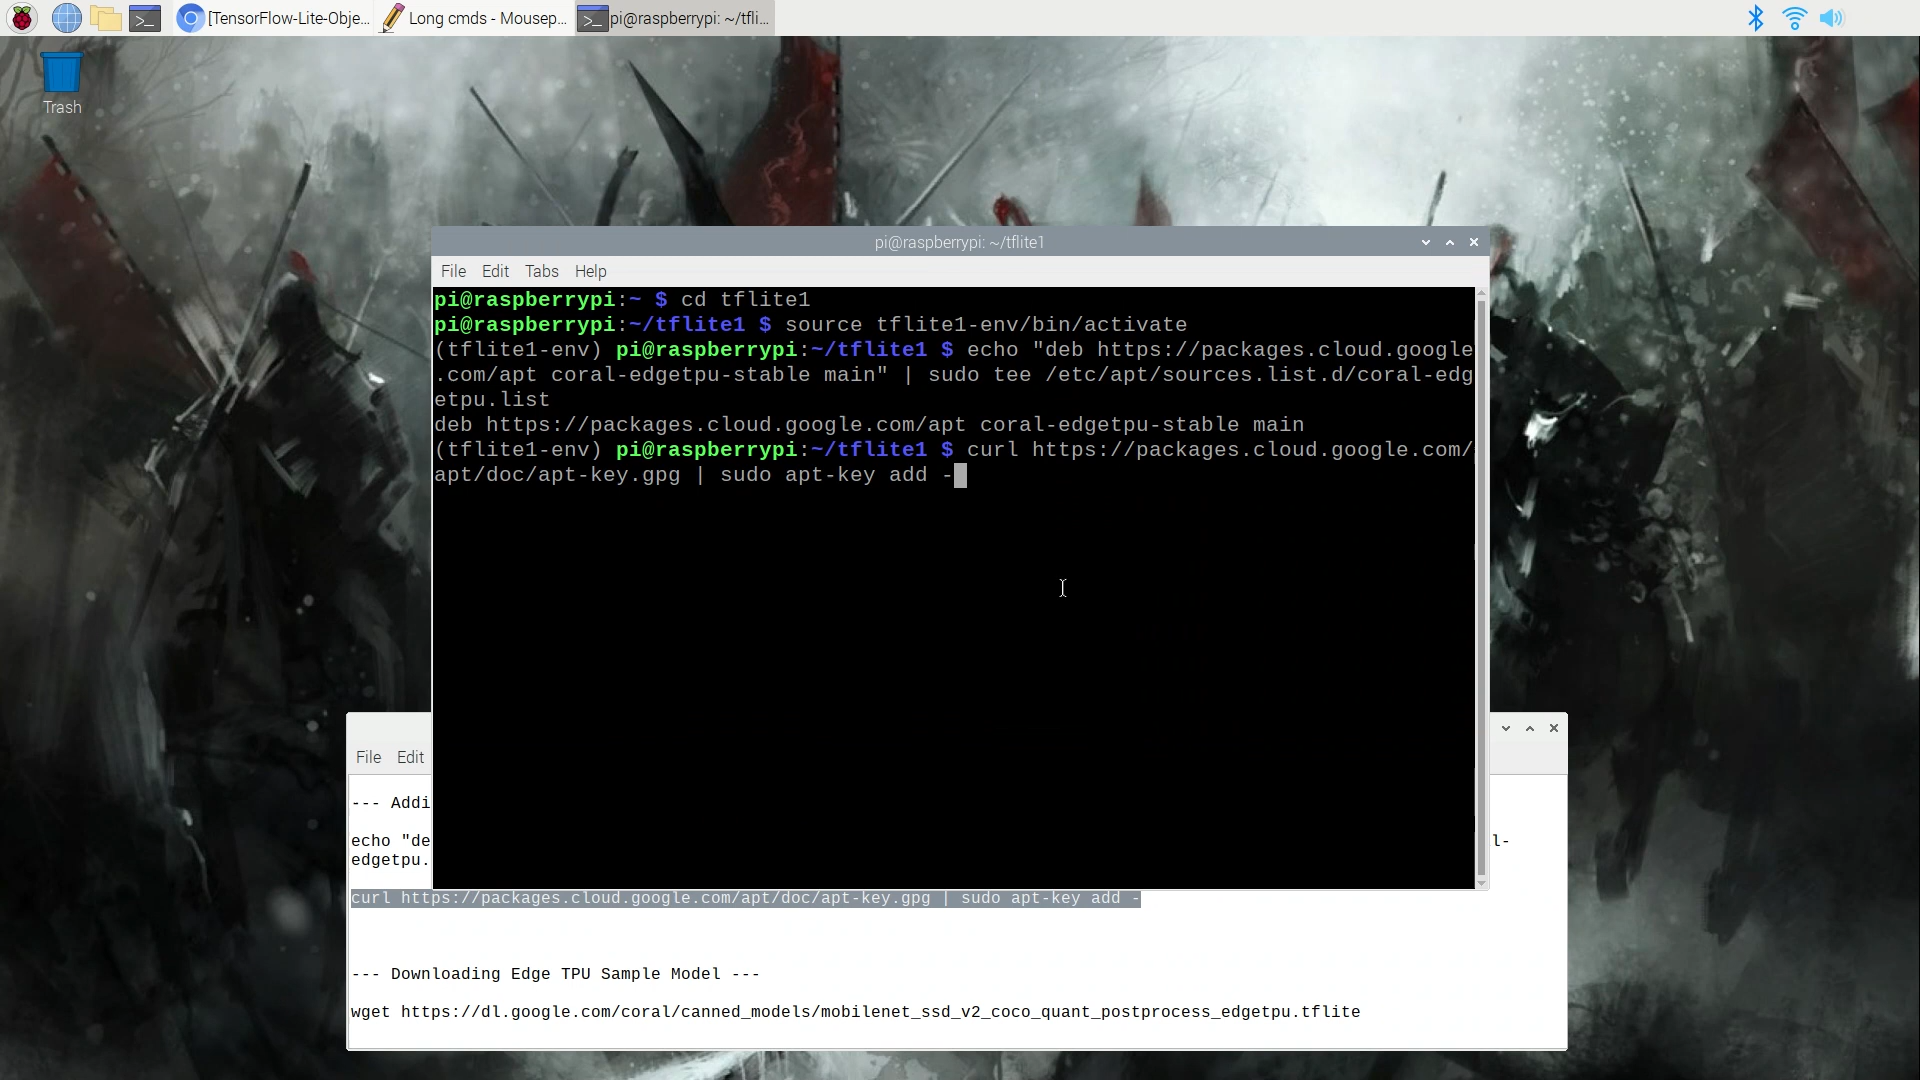 [TensorFlow-Lite-Obje...
Long cmds - Mousep...
pi@raspberrypi: ~/tfli...
Trash
pi@raspberrypi: ~/tflite1
File Edit Tabs Help
pi@raspberrypi:~ $ cd tflite1
pi@raspberrypi:~/tflite1 $ source tflite1-env/bin/activate
(tflite1-env) pi@raspberrypi:~/tflite1 $ echo "deb https://packages.cloud.google
.com/apt coral-edgetpu-stable main" | sudo tee /etc/apt/sources.list.d/coral-edg
etpu.list
deb https://packages.cloud.google.com/apt coral-edgetpu-stable main
(tflite1-env) pi@raspberrypi:~/tflite1 $ curl https://packages.cloud.google.com/
apt/doc/apt-key.gpg | sudo apt-key add -
File Edit
--- Addi
echo "de l-
edgetpu.
curl https://packages.cloud.google.com/apt/doc/apt-key.gpg | sudo apt-key add -
--- Downloading Edge TPU Sample Model ---
wget https://dl.google.com/coral/canned_models/mobilenet_ssd_v2_coco_quant_postprocess_edgetpu.tflite